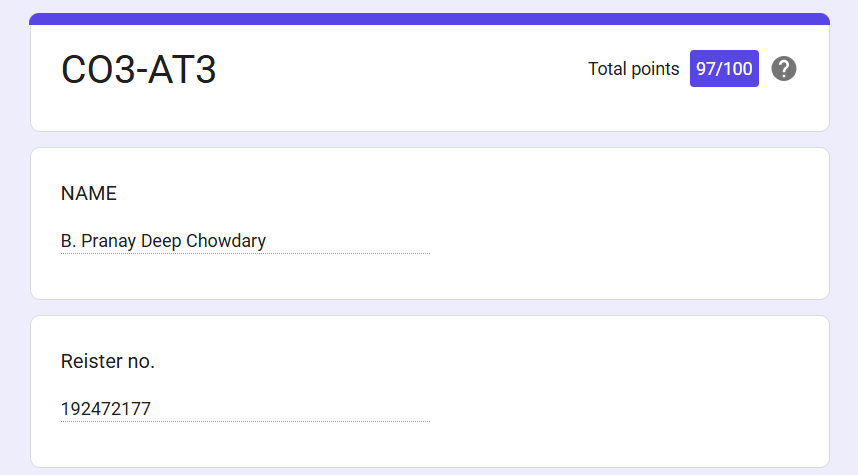 CO3-AT3
Total points 97/100 ?
NAME
B. Pranay Deep Chowdary
Reister no.
192472177